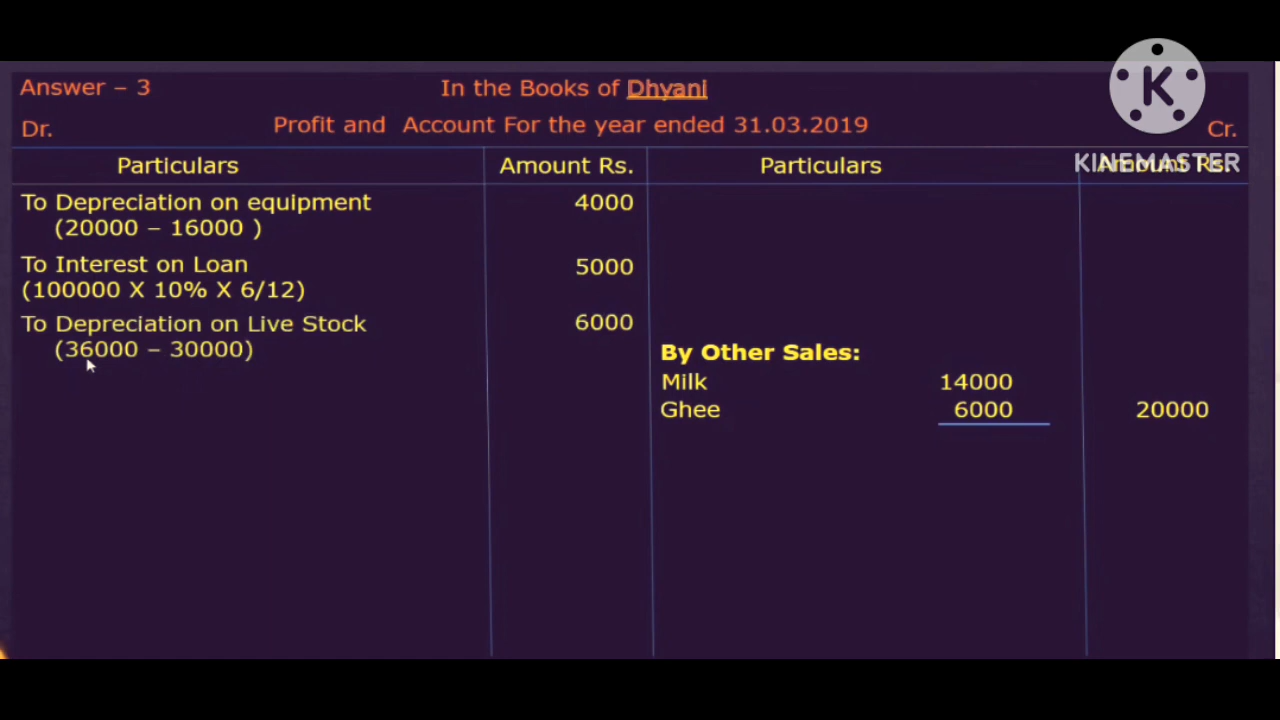 Answer – 3
In the Books of Dhyani
Dr.
Profit and Account For the year ended 31.03.2019
Cr.
Particulars Amount Rs. Particulars Amount Rs.
KINEMASTER
To Depreciation on equipment 4000
(20000 – 16000 )
To Interest on Loan 5000
(100000 X 10% X 6/12)
To Depreciation on Live Stock 6000
(36000 – 30000)
By Other Sales:
Milk 14000
Ghee 6000 20000